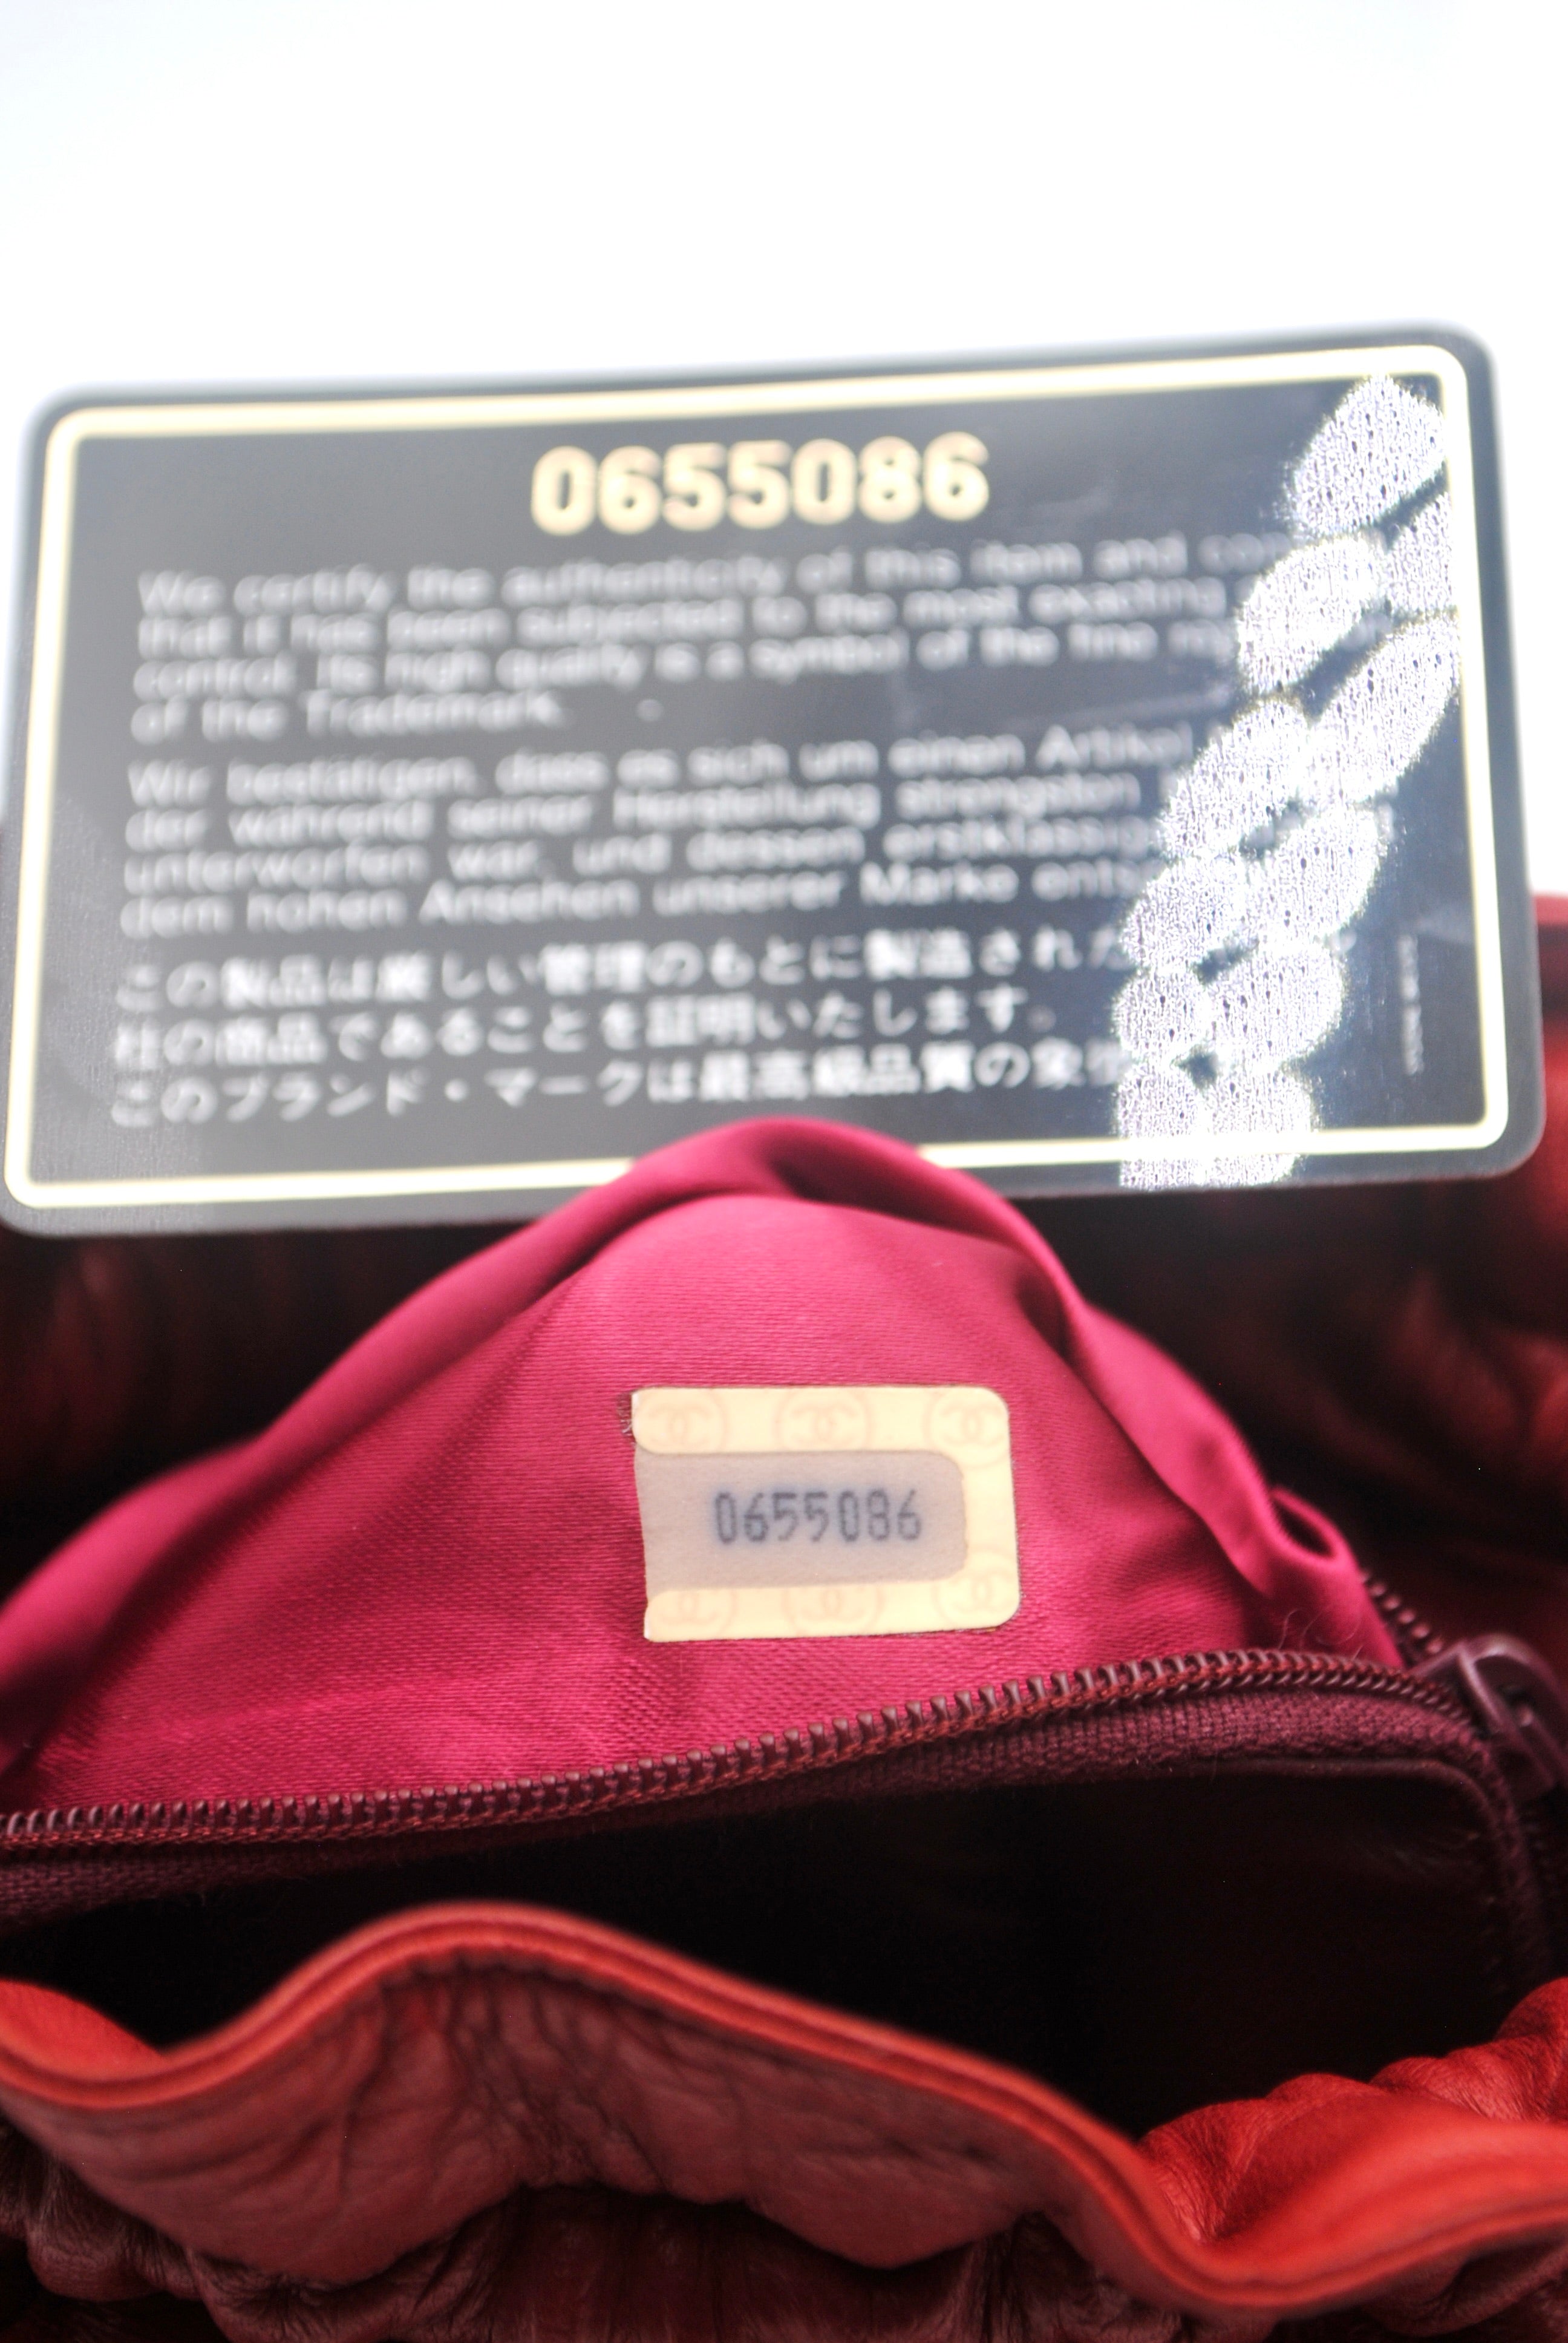 0655086
We certify the authenticity of this item and
that it has been subjected to the most exacting
control. Its high quality is a symbol of the fine
of the Trademark.
Wir bestätigen, dass es sich um einen Artikel
der während seiner Herstellung strengsten
unterworfen war, und dessen
dem hohen Ansehen unserer Marke
この製品は厳しい管理のもとに製造された
社の商品であることを証明いたします。
このブランド・マークは最高級品質の象徴
0655086